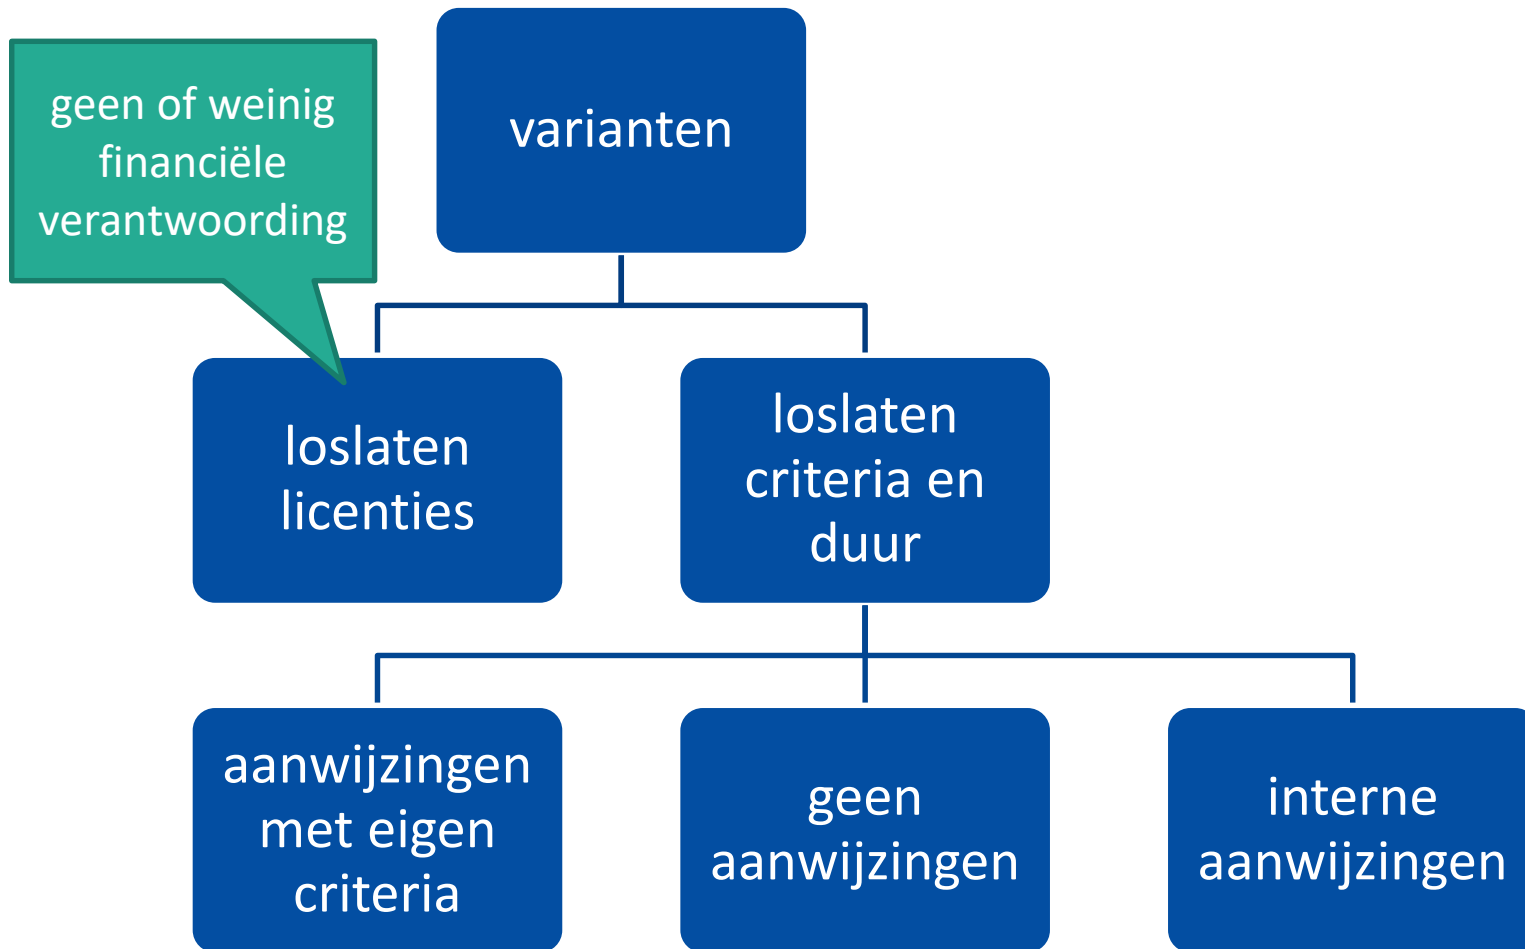 geen of weinig
financiële
verantwoording
varianten
loslaten
licenties
loslaten
criteria en
duur
aanwijzingen
met eigen
criteria
geen
aanwijzingen
interne
aanwijzingen